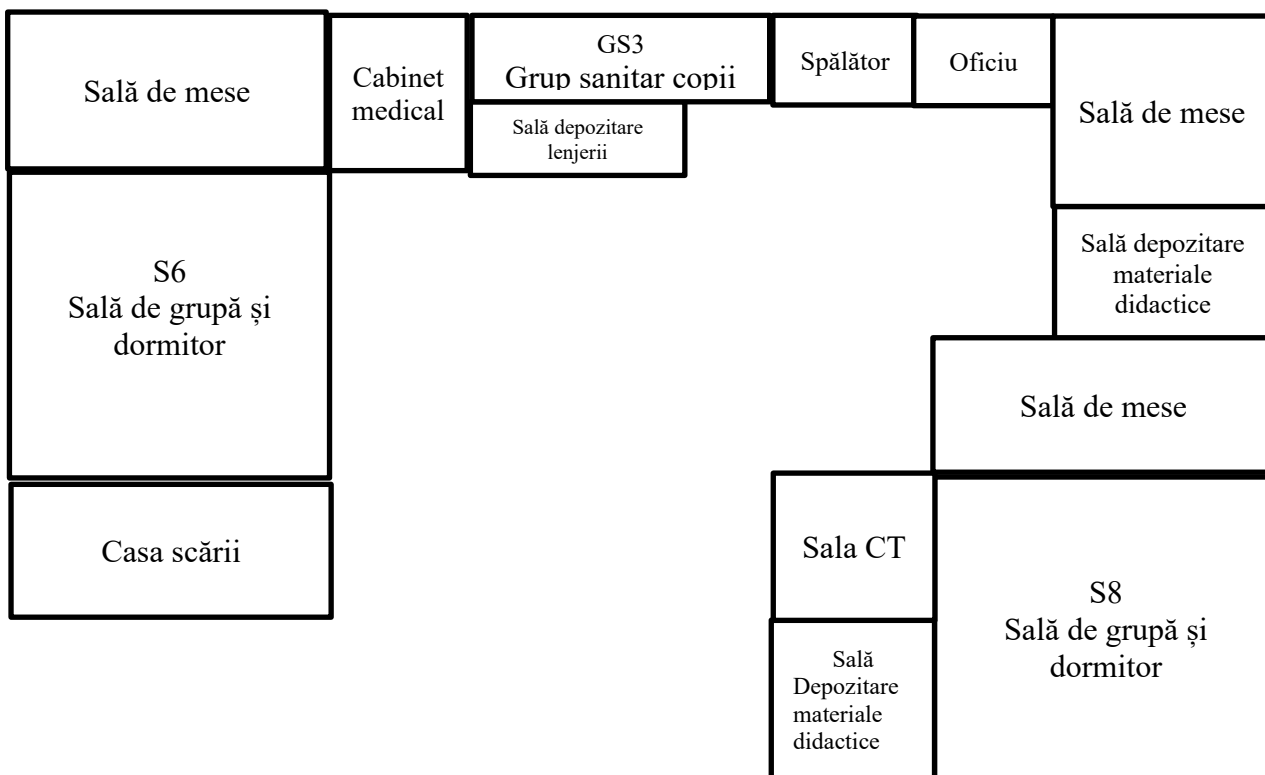 Sală de mese
Cabinet
medical
GS3
Grup sanitar copii
Sală depozitare
lenjerii
Spălător
Oficiu
Sală de mese
S6
Sală de grupă și
dormitor
Sală depozitare
materiale
didactice
Sală de mese
Casa scării
Sala CT
S8
Sală de grupă și
dormitor
Sală
Depozitare
materiale
didactice